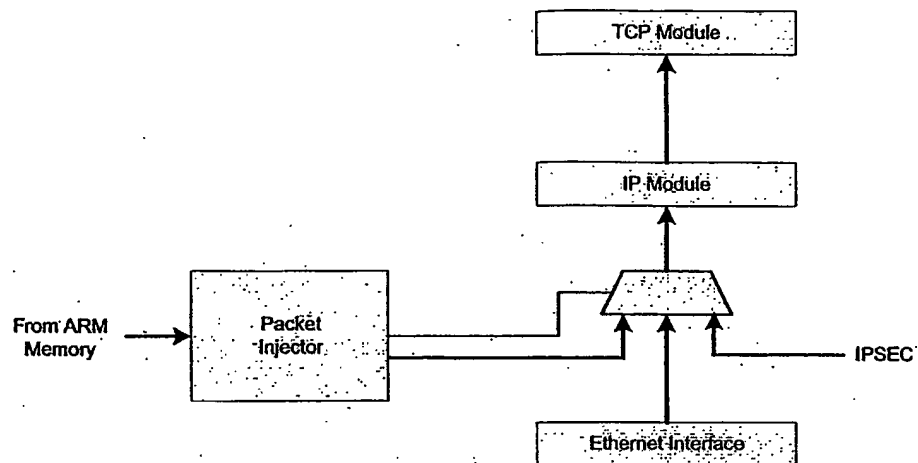 TCP Module
IP Module
From ARM
Memory
Packet
Injector
IPSEC
Ethernet Interface